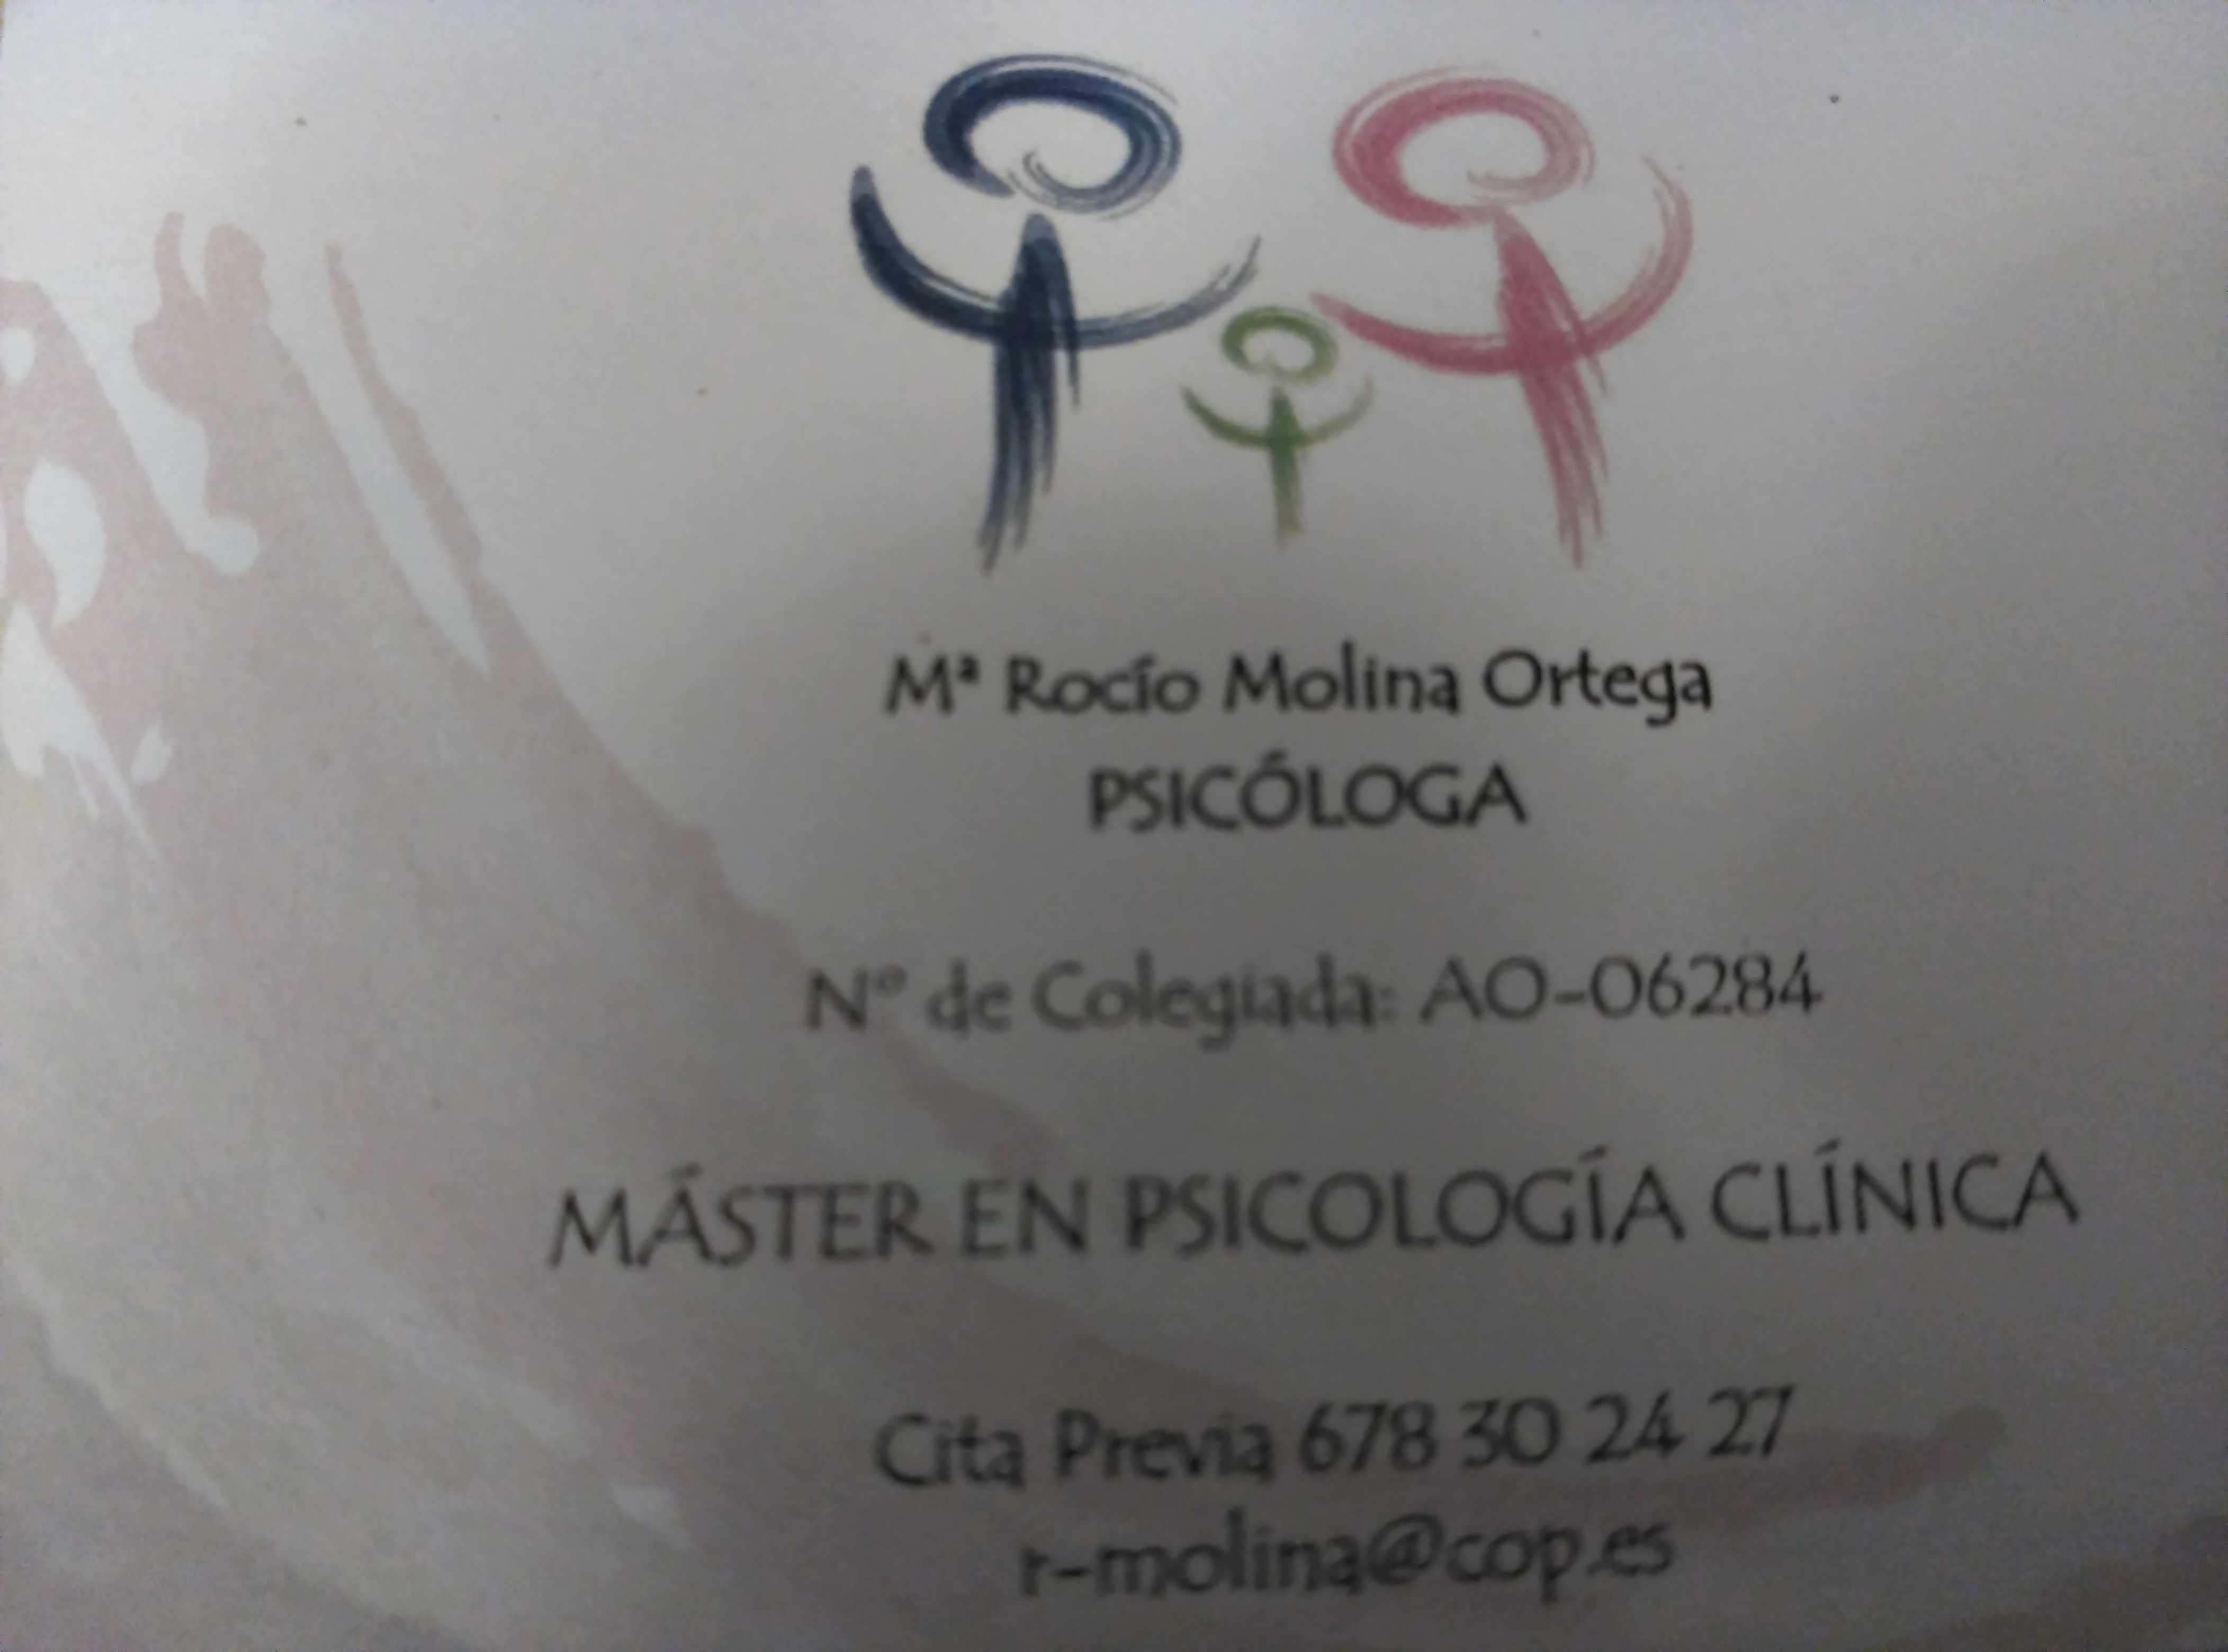 Mª Rocío Molina Ortega
PSICÓLOGA
Nº de Colegiada: AO-06284
MÁSTER EN PSICOLOGÍA CLÍNICA
Cita Previa 678 30 24 27
r-molina@cop.es